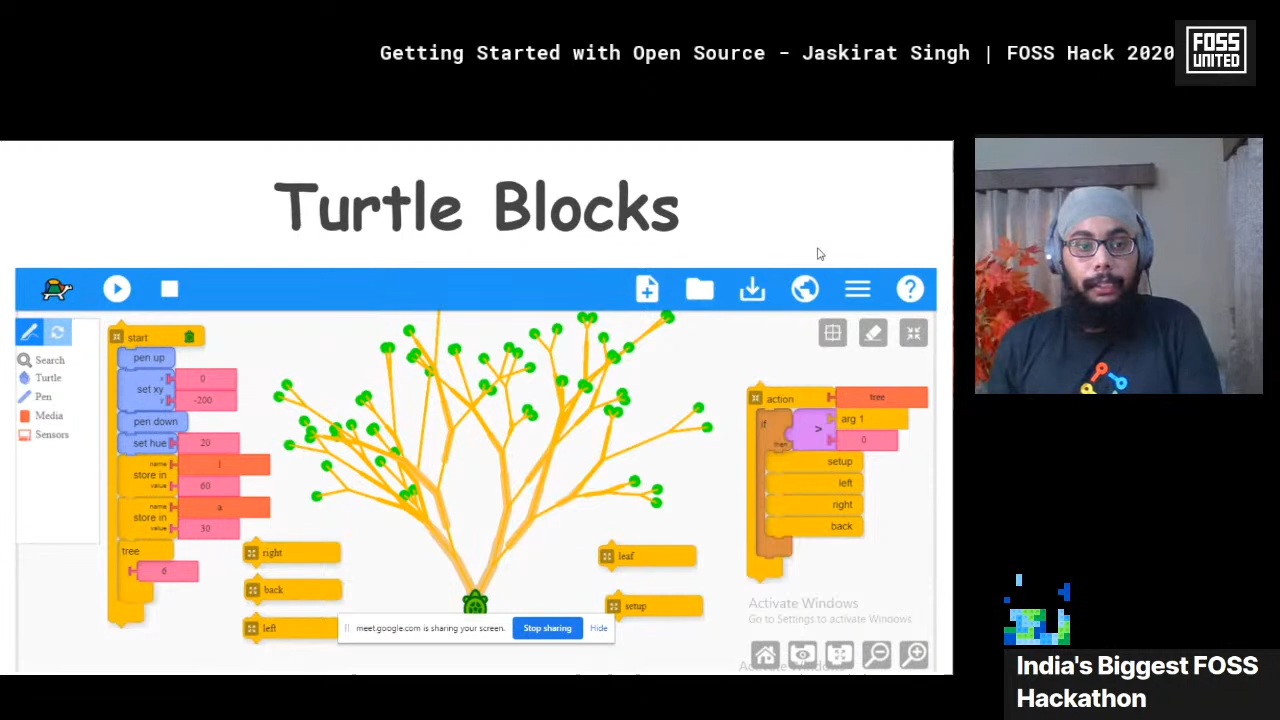 Getting Started with Open Source - Jaskirat Singh | FOSS Hack 2020
FOSS
UNITED
Turtle Blocks
Search
Turtle
Pen
Media
Sensors
start
pen up
set xy
x
0
y
-200
pen down
set hue
20
store in
name
l
value
60
store in
name
a
value
30
tree
6
right
back
left
leaf
setup
action
tree
if
then
>
arg 1
0
setup
left
right
back
meet.google.com is sharing your screen.
Stop sharing
Hide
Activate Windows
Go to Settings to activate Windows
Activate Windows
India's Biggest FOSS
Hackathon